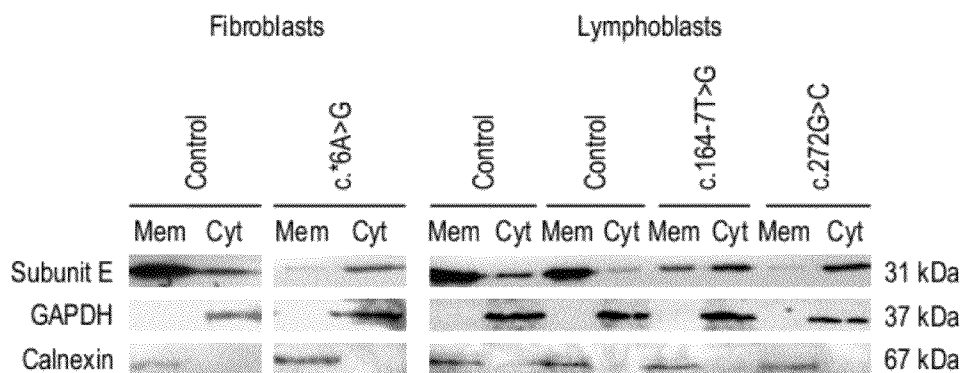 Fibroblasts Lymphoblasts
Control c.*6A>G Control Control c.164-7T>G c.272G>C
Mem Cyt Mem Cyt Mem Cyt Mem Cyt Mem Cyt Mem Cyt
Subunit E 31 kDa
GAPDH 37 kDa
Calnexin 67 kDa